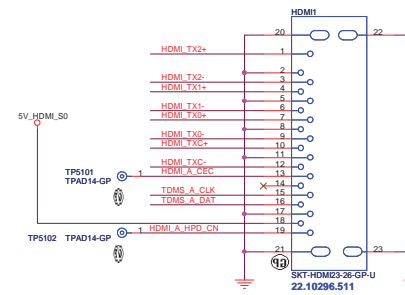 HDMI1
20
22
HDMI_TX2+
1
2
HDMI_TX2-
3
HDMI_TX1+
4
5
HDMI_TX1-
6
HDMI_TX0+
7
8
HDMI_TX0-
9
HDMI_TXC+
10
11
HDMI_TXC-
12
HDMI_A_CEC
13
14
TDMS_A_CLK
15
TDMS_A_DAT
16
17
18
HDMI_A_HPD_CN
19
21
23
5V_HDMI_S0
TP5101
TPAD14-GP
1
TP5102 TPAD14-GP
1
SKT-HDMI23-26-GP-U
22.10296.511